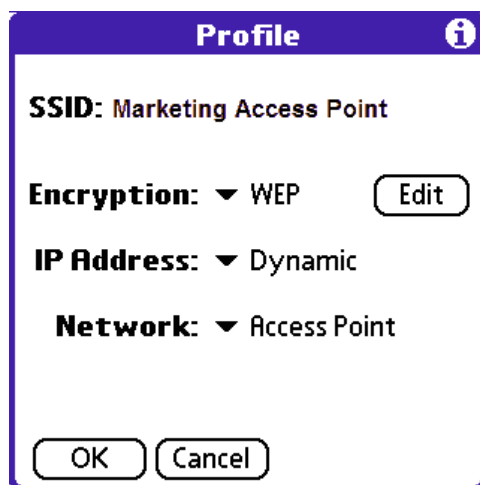 Profile
SSID: Marketing Access Point
Encryption: WEP Edit
IP Address: Dynamic
Network: Access Point
OK Cancel